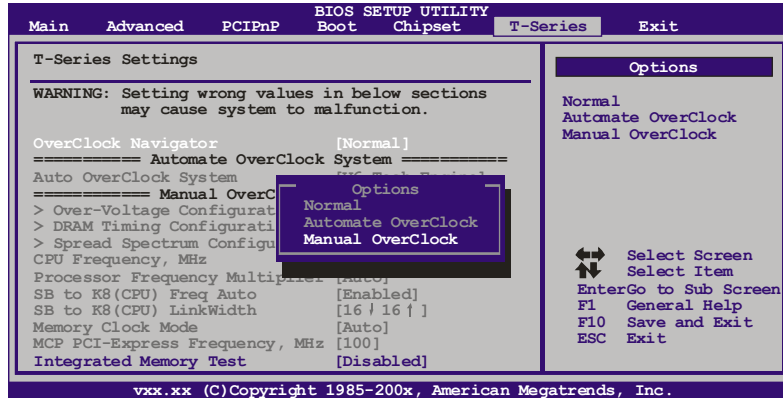 BIOS SETUP UTILITY
Main Advanced PCIPnP Boot Chipset T-Series Exit
T-Series Settings
WARNING: Setting wrong values in below sections
may cause system to malfunction.
OverClock Navigator [Normal]
=========== Automate OverClock System ===========
Auto OverClock System [V6-Tech Engine]
============ Manual OverC
> Over-Voltage Configurat
> DRAM Timing Configurati
> Spread Spectrum Configu
CPU Frequency, MHz
Processor Frequency Multiplier [Auto]
SB to K8(CPU) Freq Auto [Enabled]
SB to K8(CPU) LinkWidth [16↓16↑]
Memory Clock Mode [Auto]
MCP PCI-Express Frequency, MHz [100]
Integrated Memory Test [Disabled]
Options
Normal
Automate OverClock
Manual OverClock
Options
Normal
Automate OverClock
Manual OverClock
Select Screen
Select Item
EnterGo to Sub Screen
F1 General Help
F10 Save and Exit
ESC Exit
vxx.xx (C)Copyright 1985-200x, American Megatrends, Inc.